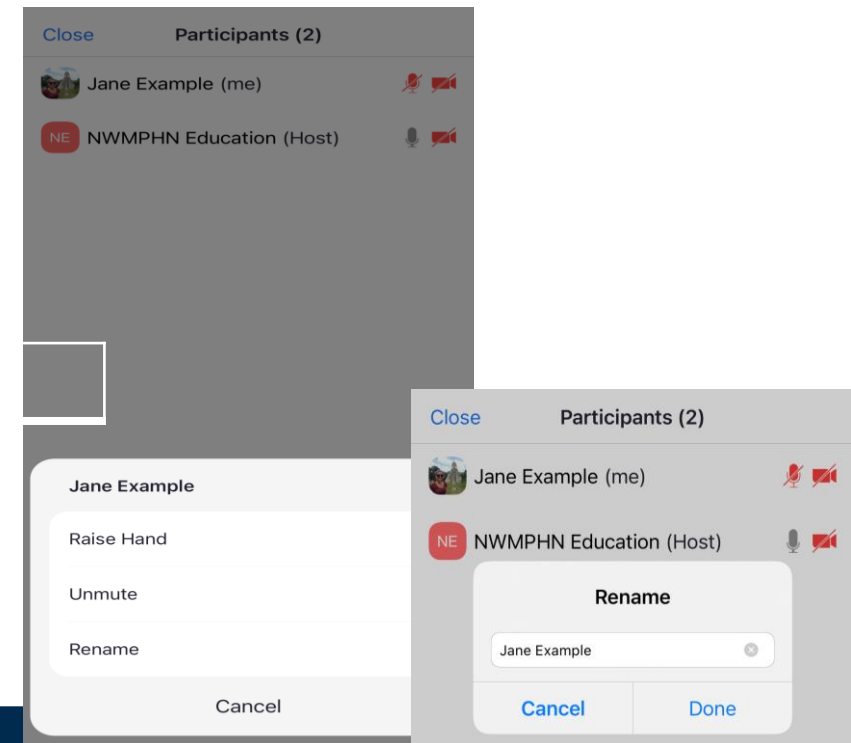 Close Participants (2)
Jane Example (me)
NE NWMPHN Education (Host)
Jane Example
Raise Hand
Unmute
Rename
Cancel
Close Participants (2)
Jane Example (me)
NE NWMPHN Education (Host)
Rename
Jane Example
Cancel Done